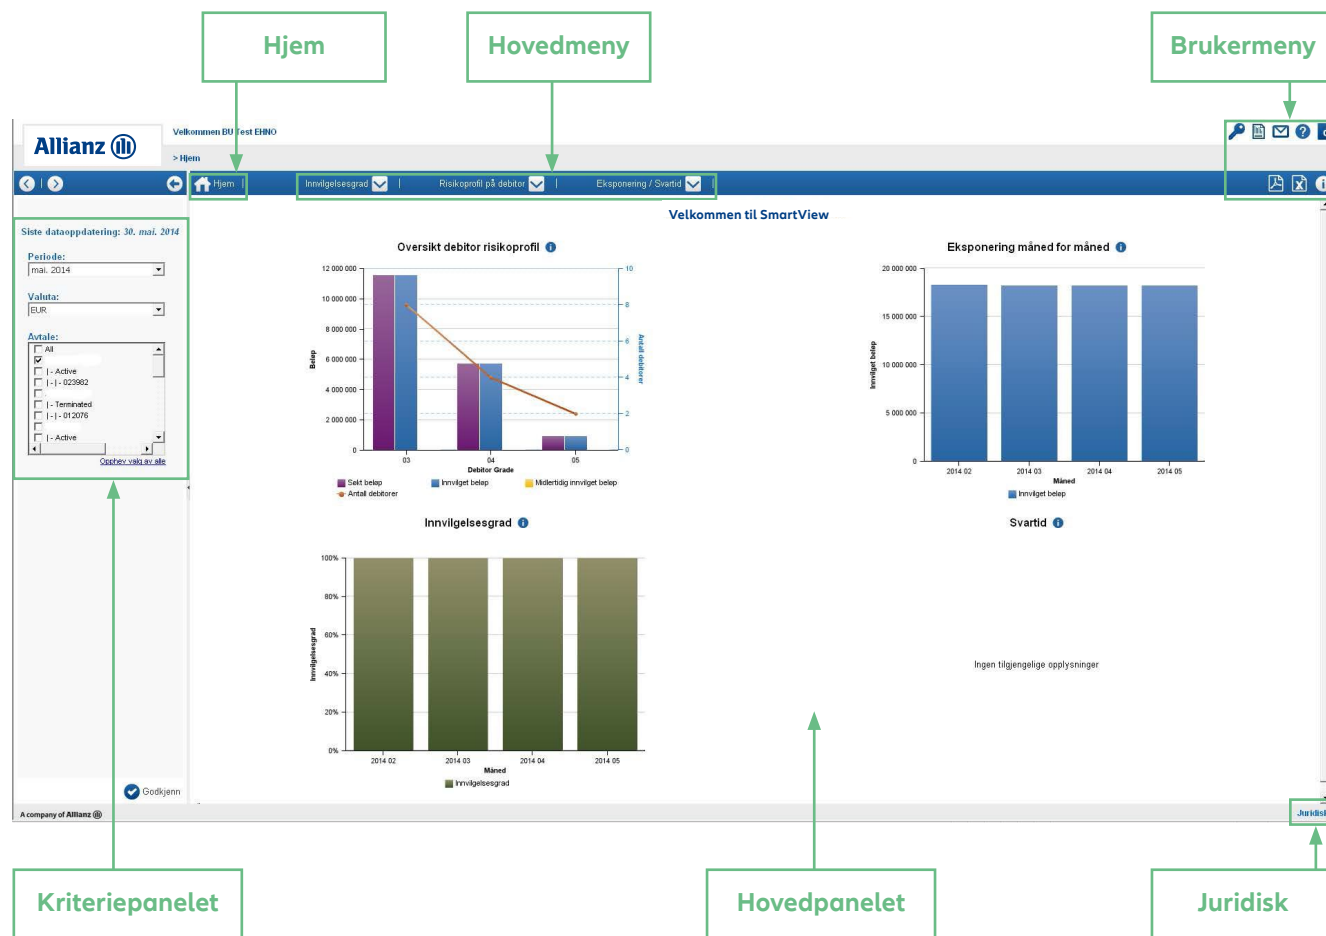 Hjem
Hovedmeny
Brukermeny
Allianz
Velkommen BU Test EHNO
> Hjem
Hjem |
Innvilgelsesgrad |
Risikoprofil på debitor |
Eksponering / Svartid |
Velkommen til SmartView
Siste dataoppdatering: 30. mai. 2014
Periode:
mai. 2014
Valuta:
EUR
Avtale:
All
|- Active
|-|- 023982
|- Terminated
|-|- 012076
|- Active
Opphev valg av alle
Godkjenn
Oversikt debitor risikoprofil
12 000 000
10 000 000
8 000 000
6 000 000
4 000 000
2 000 000
0
Beløp
10
8
6
4
2
0
Antall debitorer
03 04 05
Debitor Grade
Søkt beløp Innvilget beløp Midlertidig innvilget beløp
Antall debitorer
Eksponering måned for måned
20 000 000
15 000 000
10 000 000
5 000 000
0
Innvilget beløp
2014 02 2014 03 2014 04 2014 05
Måned
Innvilget beløp
Innvilgelsesgrad
100%
80%
60%
40%
20%
0%
Innvilgelsesgrad
2014 02 2014 03 2014 04 2014 05
Måned
Innvilgelsesgrad
Svartid
Ingen tilgjengelige opplysninger
A company of Allianz
Juridisk
Kriteriepanelet
Hovedpanelet
Juridisk